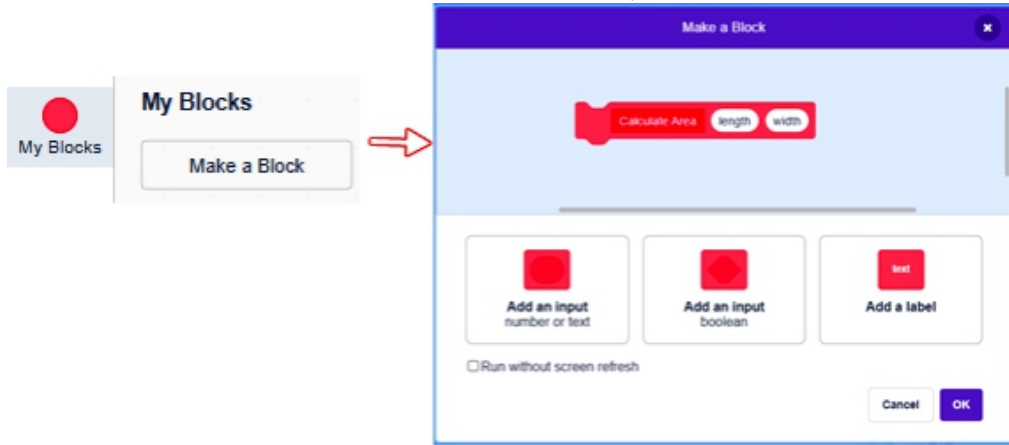 My Blocks
My Blocks
Make a Block
Make a Block
Calculate Area length width
text
Add an input
number or text
Add an input
boolean
Add a label
Run without screen refresh
Cancel OK